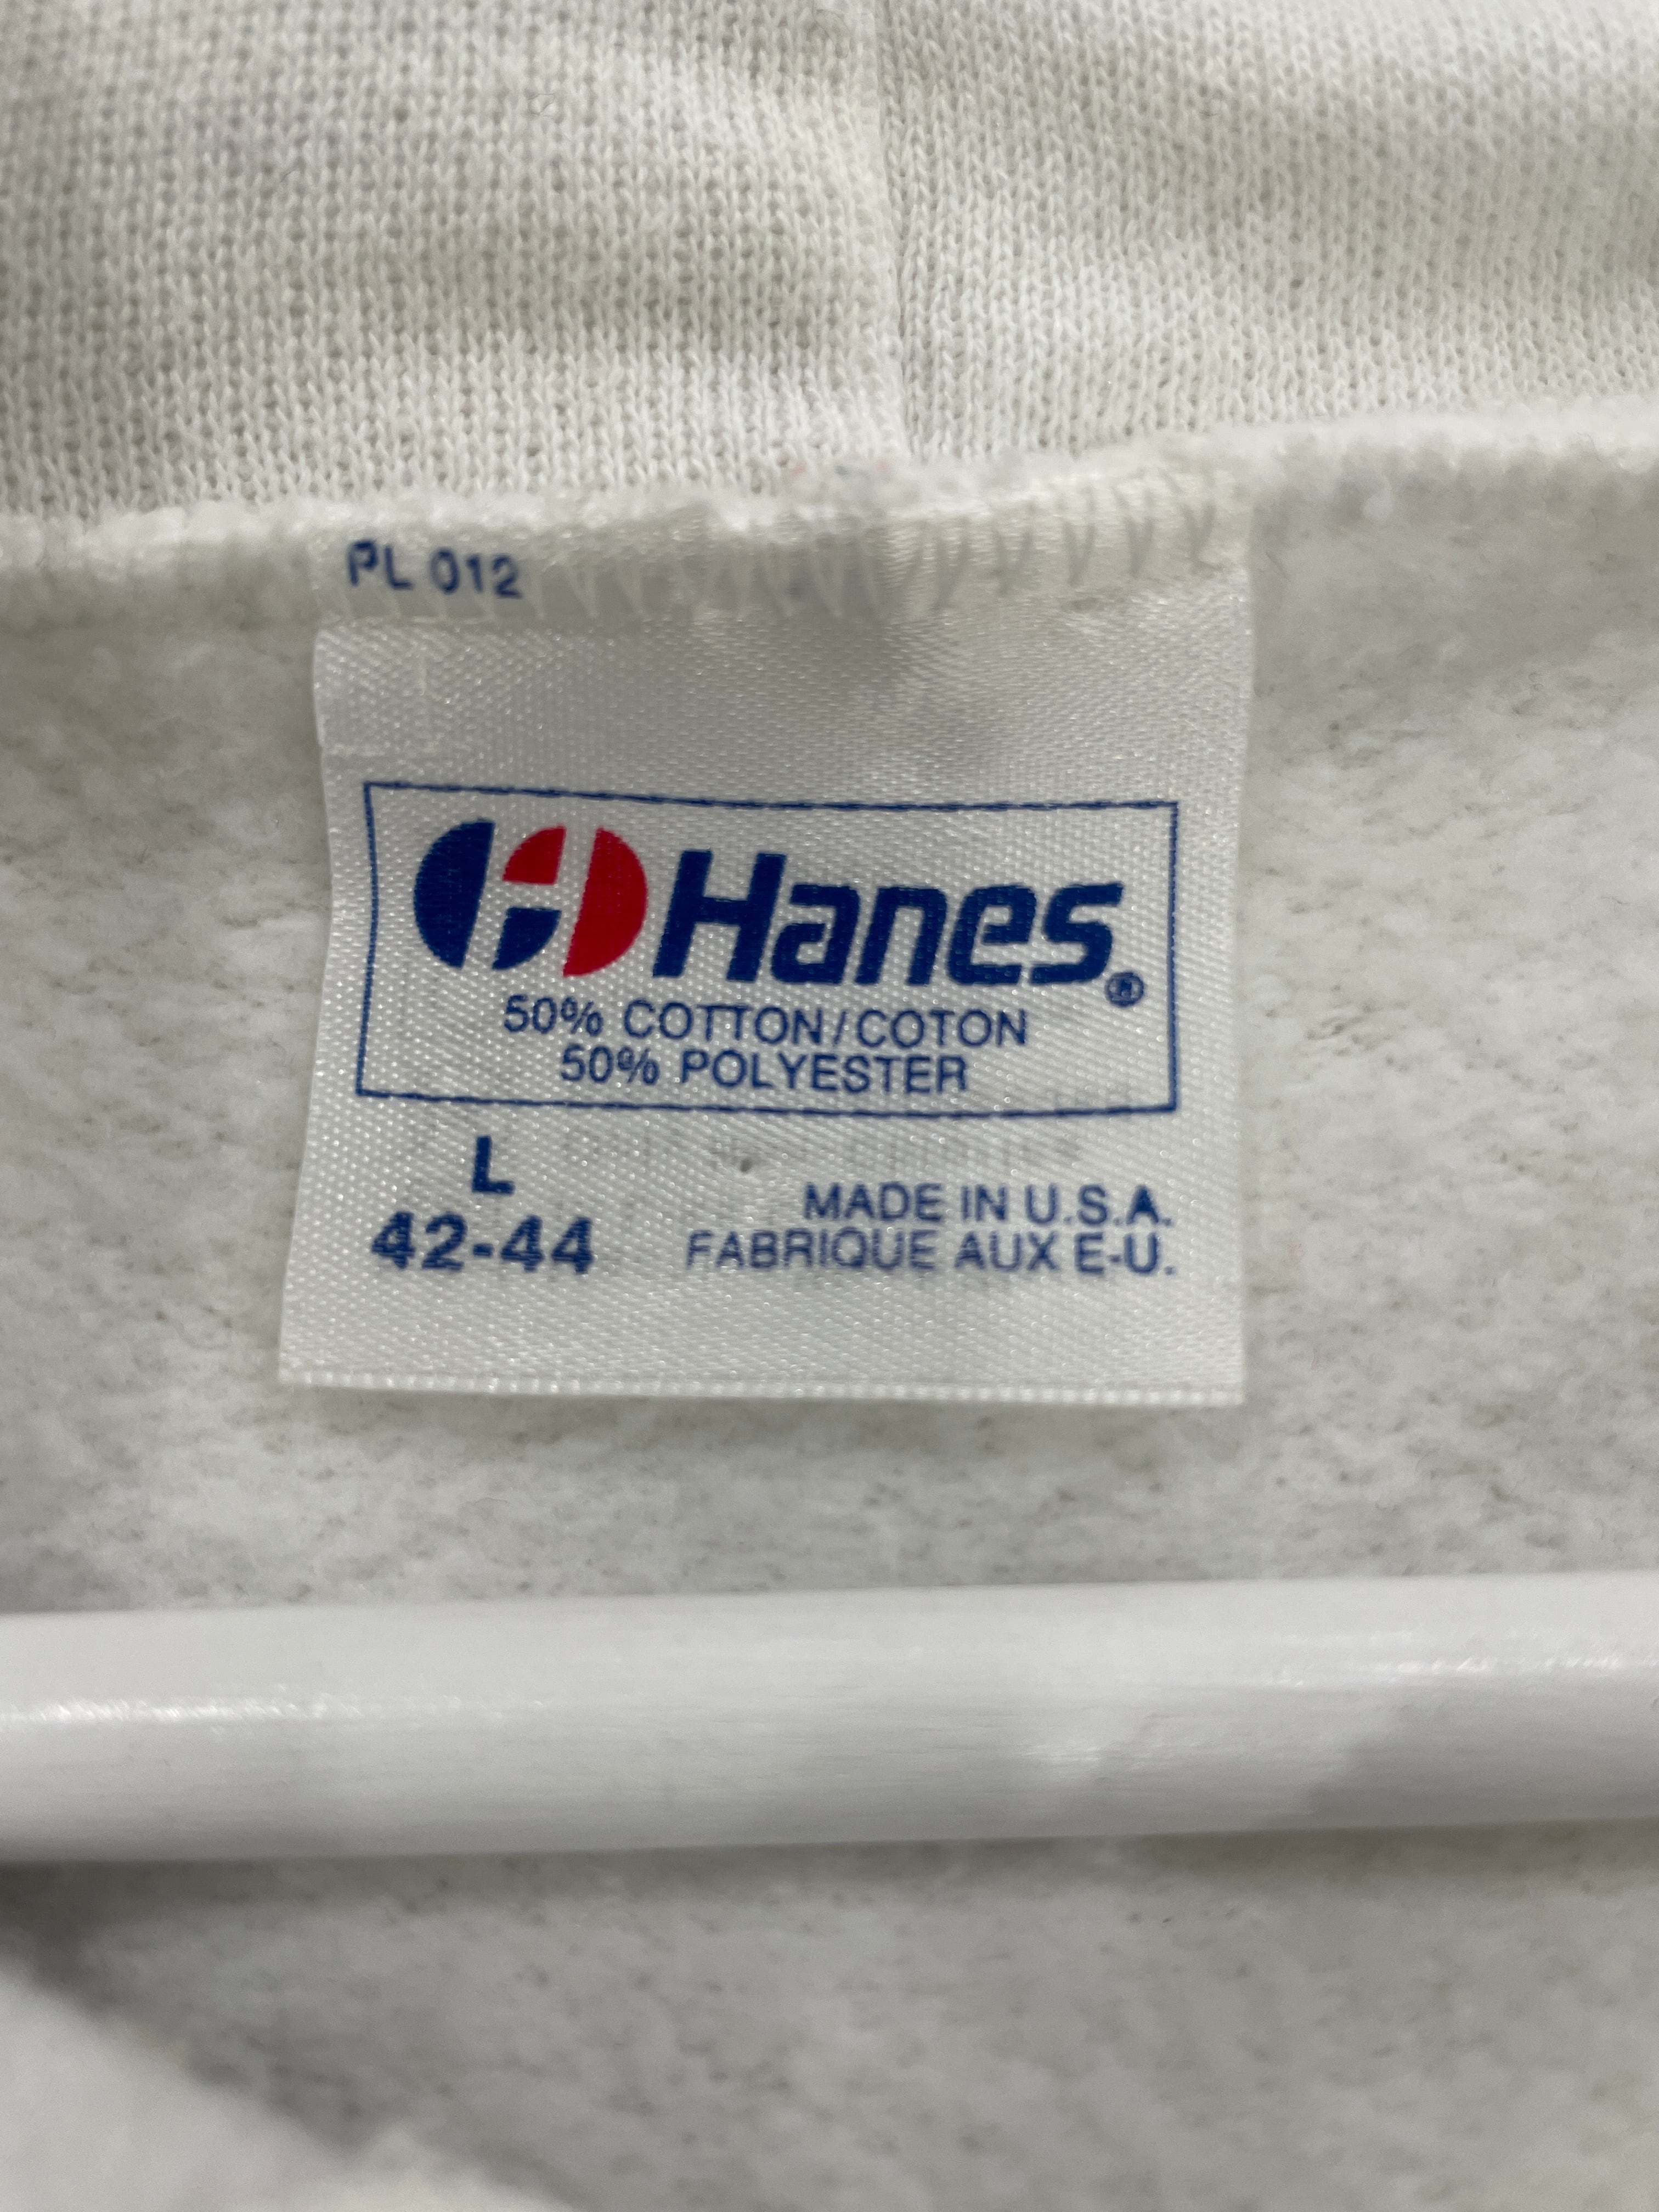 PL 012
Hanes®
50% COTTON/COTON
50% POLYESTER
L
42-44
MADE IN U.S.A.
FABRIQUE AUX E-U.